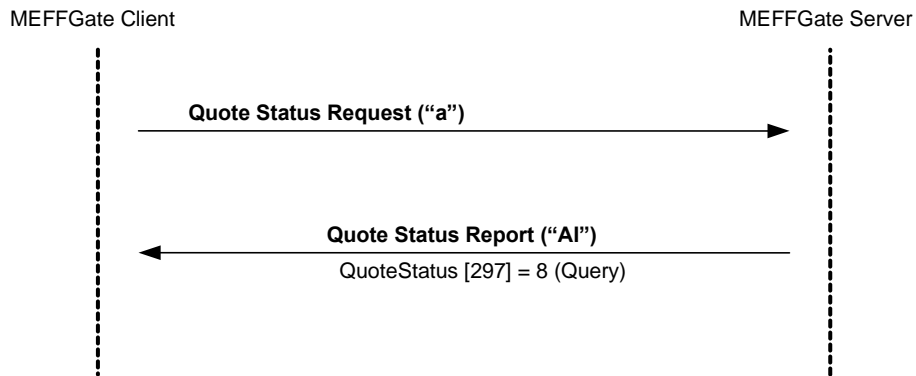 MEFFGate Client
MEFFGate Server
Quote Status Request (“a”)
Quote Status Report (“AI”)
QuoteStatus [297] = 8 (Query)